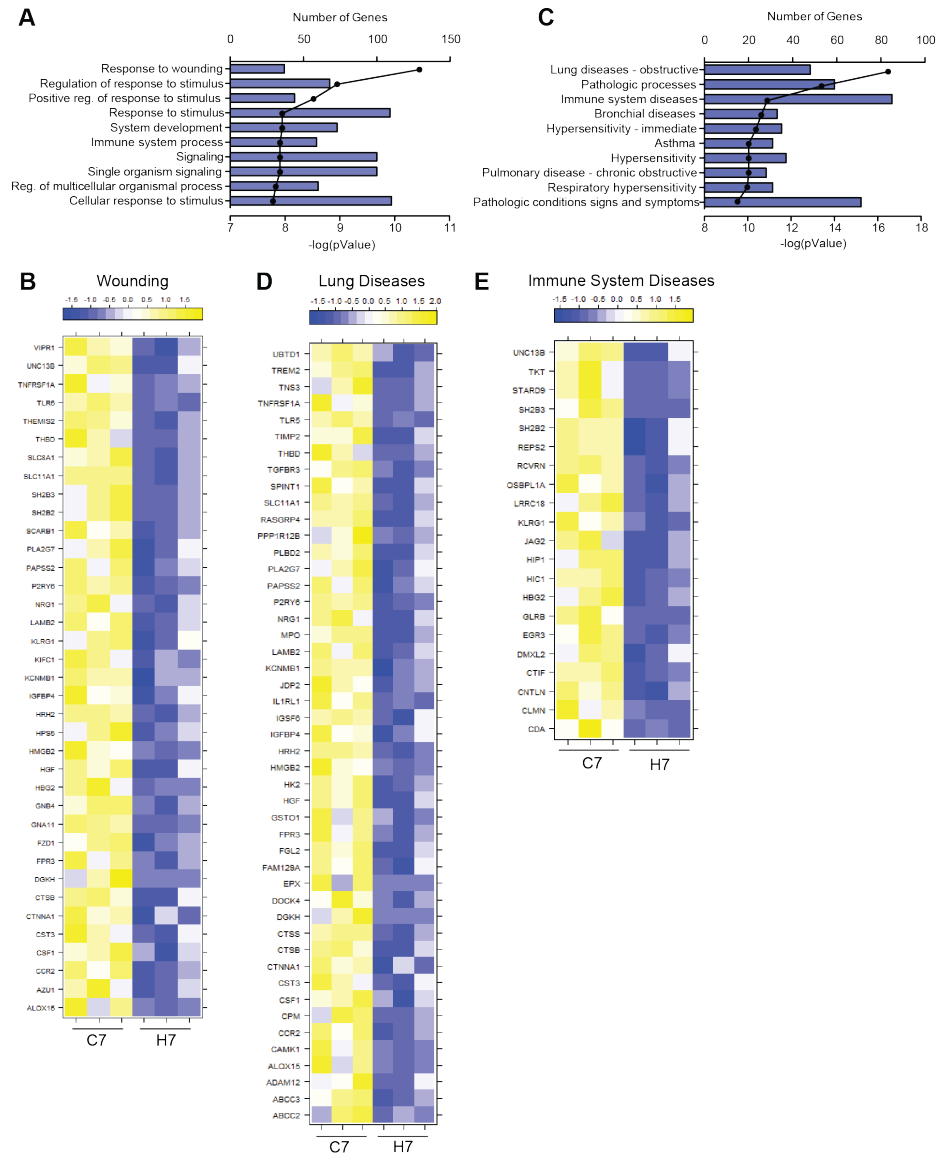 A
Number of Genes
0 50 100 150
Response to wounding
Regulation of response to stimulus
Positive reg. of response to stimulus
Response to stimulus
System development
Immune system process
Signaling
Single organism signaling
Reg. of multicellular organismal process
Cellular response to stimulus
7 8 9 10 11
-log(pValue)
C
Number of Genes
0 20 40 60 80 100
Lung diseases - obstructive
Pathologic processes
Immune system diseases
Bronchial diseases
Hypersensitivity - immediate
Asthma
Hypersensitivity
Pulmonary disease - chronic obstructive
Respiratory hypersensitivity
Pathologic conditions signs and symptoms
8 10 12 14 16 18
-log(pValue)
B
Wounding
-1.5 -1.0 -0.5 0.0 0.5 1.0 1.5
VIPR1
UNC13B
TNFRSF1A
TLR6
THEMIS2
THBD
SLC8A1
SLC11A1
SH2B3
SH2B2
SCARB1
PLA2G7
PAPSS2
P2RY6
NRG1
LAMB2
KLRG1
KIFC1
KCNMB1
IGFBP4
HRH2
HPS6
HMGB2
HGF
HBG2
GNB4
GNA11
FZD1
FPR3
DGKH
CTSB
CTNNA1
CST3
CSF1
CCR2
AZU1
ALOX15
C7 H7
D
Lung Diseases
-1.5 -1.0 -0.5 0.0 0.5 1.0 1.5 2.0
UBTD1
TREM2
TNS3
TNFRSF1A
TLR5
TIMP2
THBD
TGFBR3
SPINT1
SLC11A1
RASGRP4
PPP1R12B
PLBD2
PLA2G7
PAPSS2
P2RY6
NRG1
MPO
LAMB2
KCNMB1
JDP2
IL1RL1
IGSF6
IGFBP4
HRH2
HMGB2
HK2
HGF
GSTO1
FPR3
FGL2
FAM129A
EPX
DOCK4
DGKH
CTSS
CTSB
CTNNA1
CST3
CSF1
CPM
CCR2
CAMK1
ALOX15
ADAM12
ABCC3
ABCC2
C7 H7
E
Immune System Diseases
-1.5 -1.0 -0.5 0.0 0.5 1.0 1.5
UNC13B
TKT
STARD9
SH2B3
SH2B2
REPS2
RCVRN
OSBPL1A
LRRC18
KLRG1
JAG2
HIP1
HIC1
HBG2
GLRB
EGR3
DMXL2
CTIF
CNTLN
CLMN
CDA
C7 H7